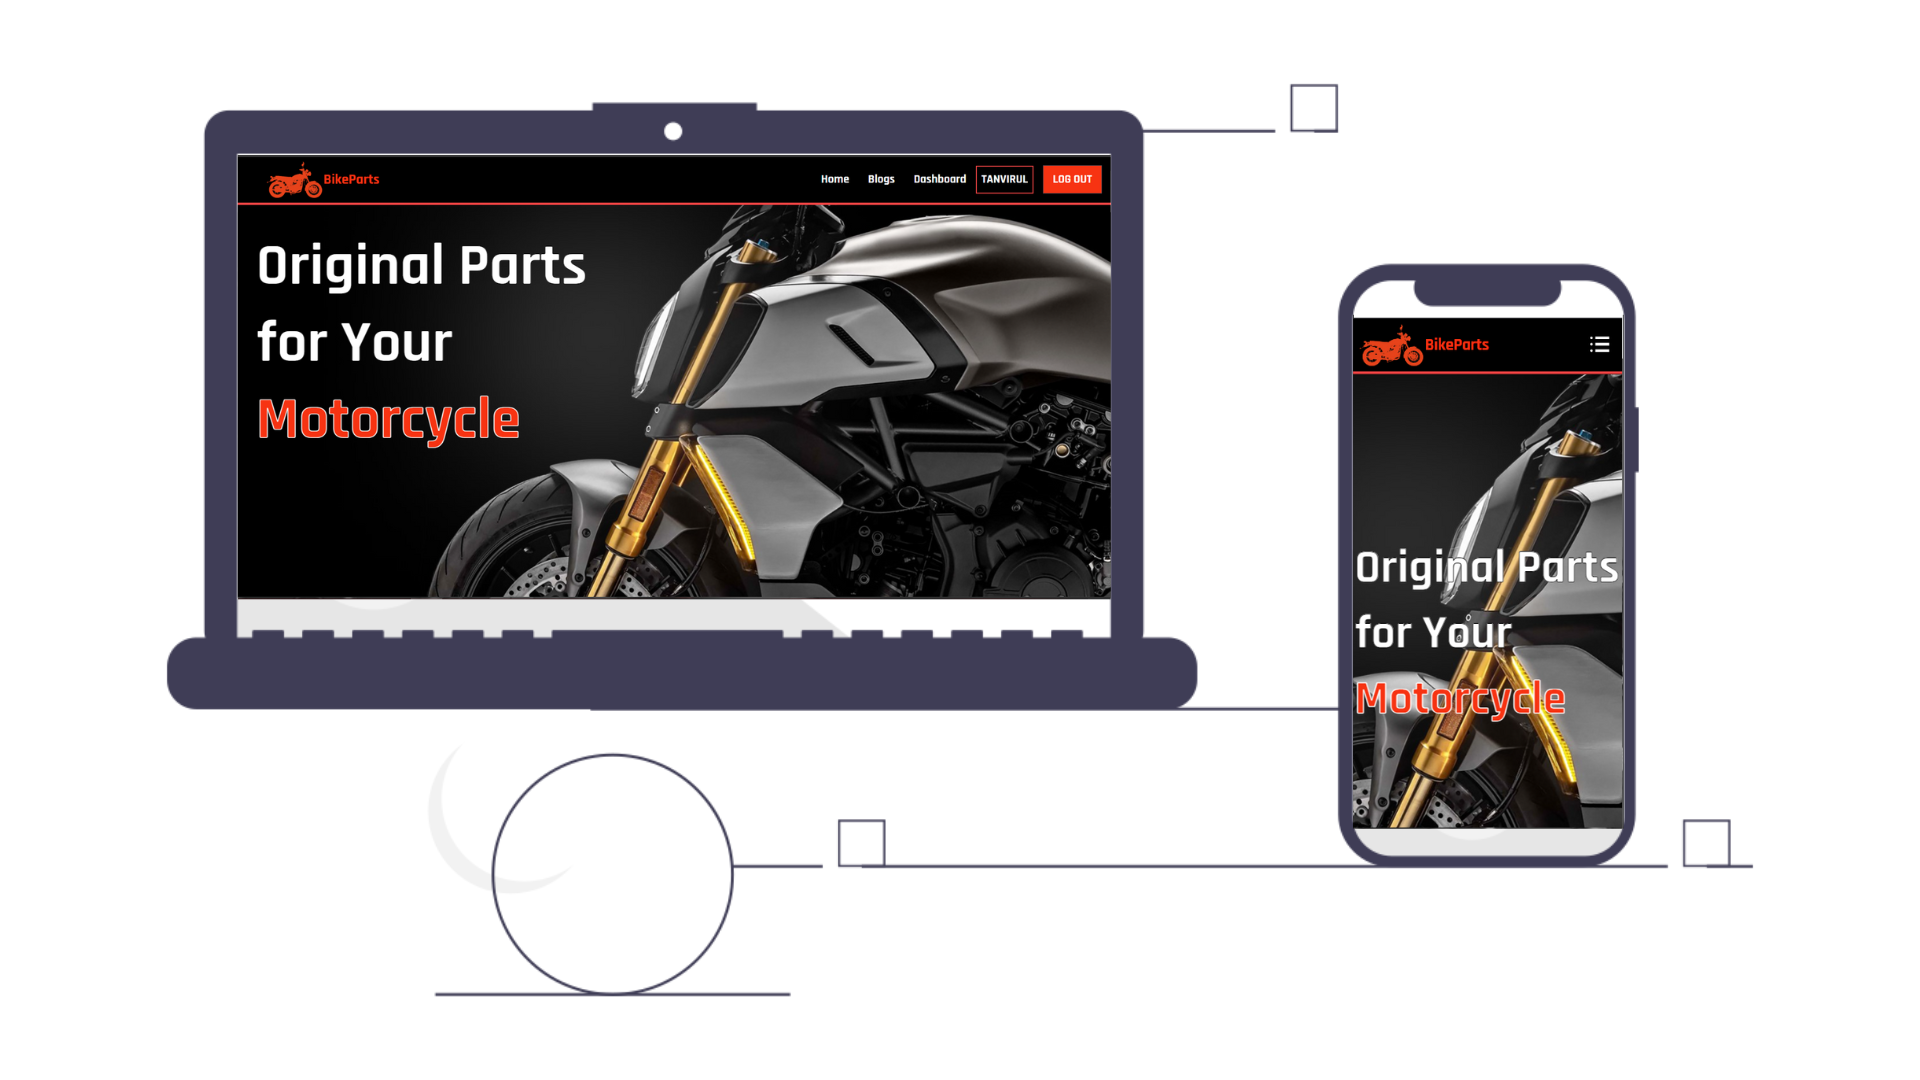 BikeParts
Home Blogs Dashboard TANVIRUL LOG OUT
Original Parts
for Your
Motorcycle
BikeParts
Original Parts
for Your
Motorcycle